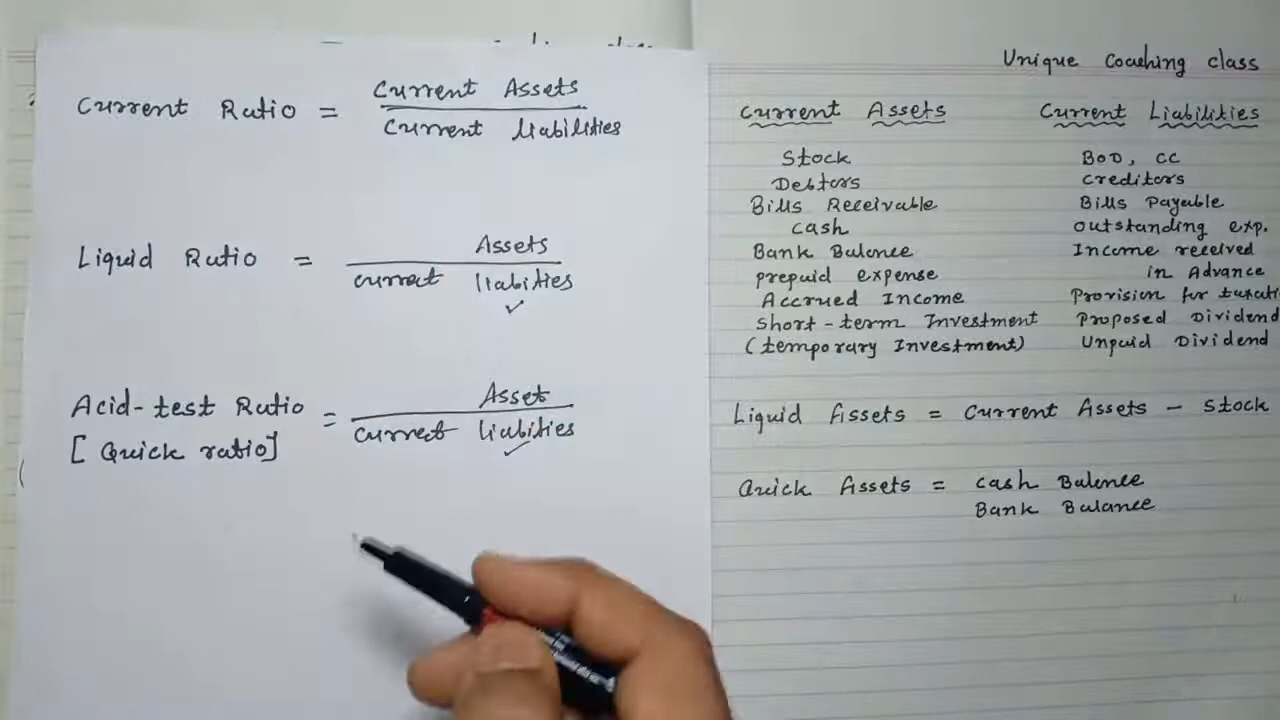 Current Ratio = Current Assets
Current liabilities
Liquid Ratio = Assets
current liabities
Acid-test Ratio = Asset
[Quick ratio] current liabities
Unique Coaching class
Current Assets
Stock
Debtors
Bills Receivable
cash
Bank Balence
prepaid expense
Accrued Income
short-term Investment
(temporary Investment)
Current Liabilities
BOD, CC
creditors
Bills Payable
outstanding exp.
Income received
in Advance
Provision for taxati
Proposed Dividend
Unpaid Dividend
Liquid Assets = Current Assets - Stock
Quick Assets = Cash Balence
Bank Balance